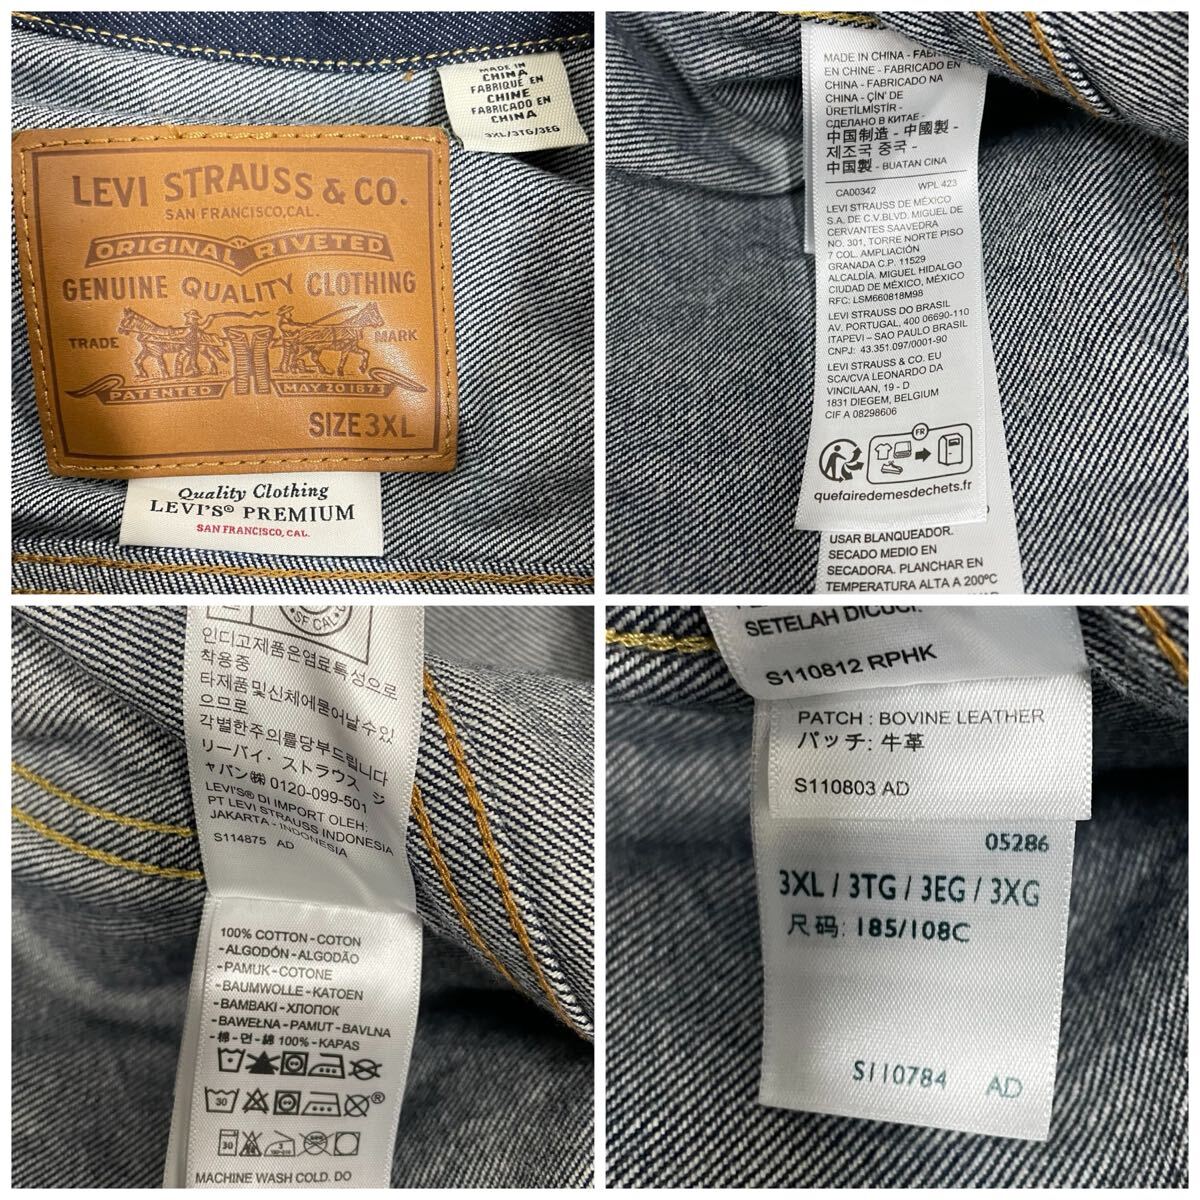 LEVI STRAUSS & CO.
SAN FRANCISCO, CAL.
ORIGINAL RIVETED
GENUINE QUALITY CLOTHING
TRADE MARK
PATENTED MAY 20 1873
SIZE 3XL
Quality Clothing
LEVI'S® PREMIUM
SAN FRANCISCO, CAL.
MADE IN
CHINA
FABRIQUÉ EN
CHINE
FABRICADO EN
CHINA
3XL/3TG/3EG
MADE IN CHINA - FABRIQUÉ
EN CHINE - FABRICADO EN
CHINA - FABRICADO NA
CHINA - ÇİN' DE
ÜRETİLMİŞTİR -
СДЕЛАНО В КИТАЕ -
中国制造 - 中國製 -
제조국 중국 -
中国製 - BUATAN CINA
CA00342 WPL 423
LEVI STRAUSS DE MÉXICO
S.A. DE C.V.BLVD. MIGUEL DE
CERVANTES SAAVEDRA
NO. 301, TORRE NORTE PISO
7 COL. AMPLIACIÓN
GRANADA C.P. 11529
ALCALDÍA. MIGUEL HIDALGO
CIUDAD DE MÉXICO, MÉXICO
RFC: LSM660818M98
LEVI STRAUSS DO BRASIL
AV. PORTUGAL, 400 06690-110
ITAPEVI – SAO PAULO BRASIL
CNPJ: 43.351.097/0001-90
LEVI STRAUSS & CO. EU
SCA/CVA LEONARDO DA
VINCILAAN, 19 - D
1831 DIEGEM, BELGIUM
CIF A 08298606
FR
quefairedemesdechets.fr
USAR BLANQUEADOR.
SECADO MEDIO EN
SECADORA. PLANCHAR EN
TEMPERATURA ALTA A 200ºC
SF CAL
인디고제품은염료특성으로
착용중
타제품및신체에묻어날수있
으므로
각별한주의를당부드립니다
リーバイ・ストラウス ジ
ャパン㈱ 0120-099-501
LEVI'S® DI IMPORT OLEH:
PT LEVI STRAUSS INDONESIA
JAKARTA - INDONESIA
S114875 AD
100% COTTON - COTON
- ALGODÓN - ALGODÃO
- PAMUK - COTONE
- BAUMWOLLE - KATOEN
- BAMBAKI - ХЛОПОК
- BAWEŁNA - PAMUT - BAVLNA
- 棉 - 면 - 綿 100% - KAPAS
30
30
MACHINE WASH COLD. DO
SETELAH DICUCI.
S110812 RPHK
PATCH : BOVINE LEATHER
パッチ: 牛革
S110803 AD
05286
3XL / 3TG / 3EG / 3XG
尺码: 185/108C
S110784 AD